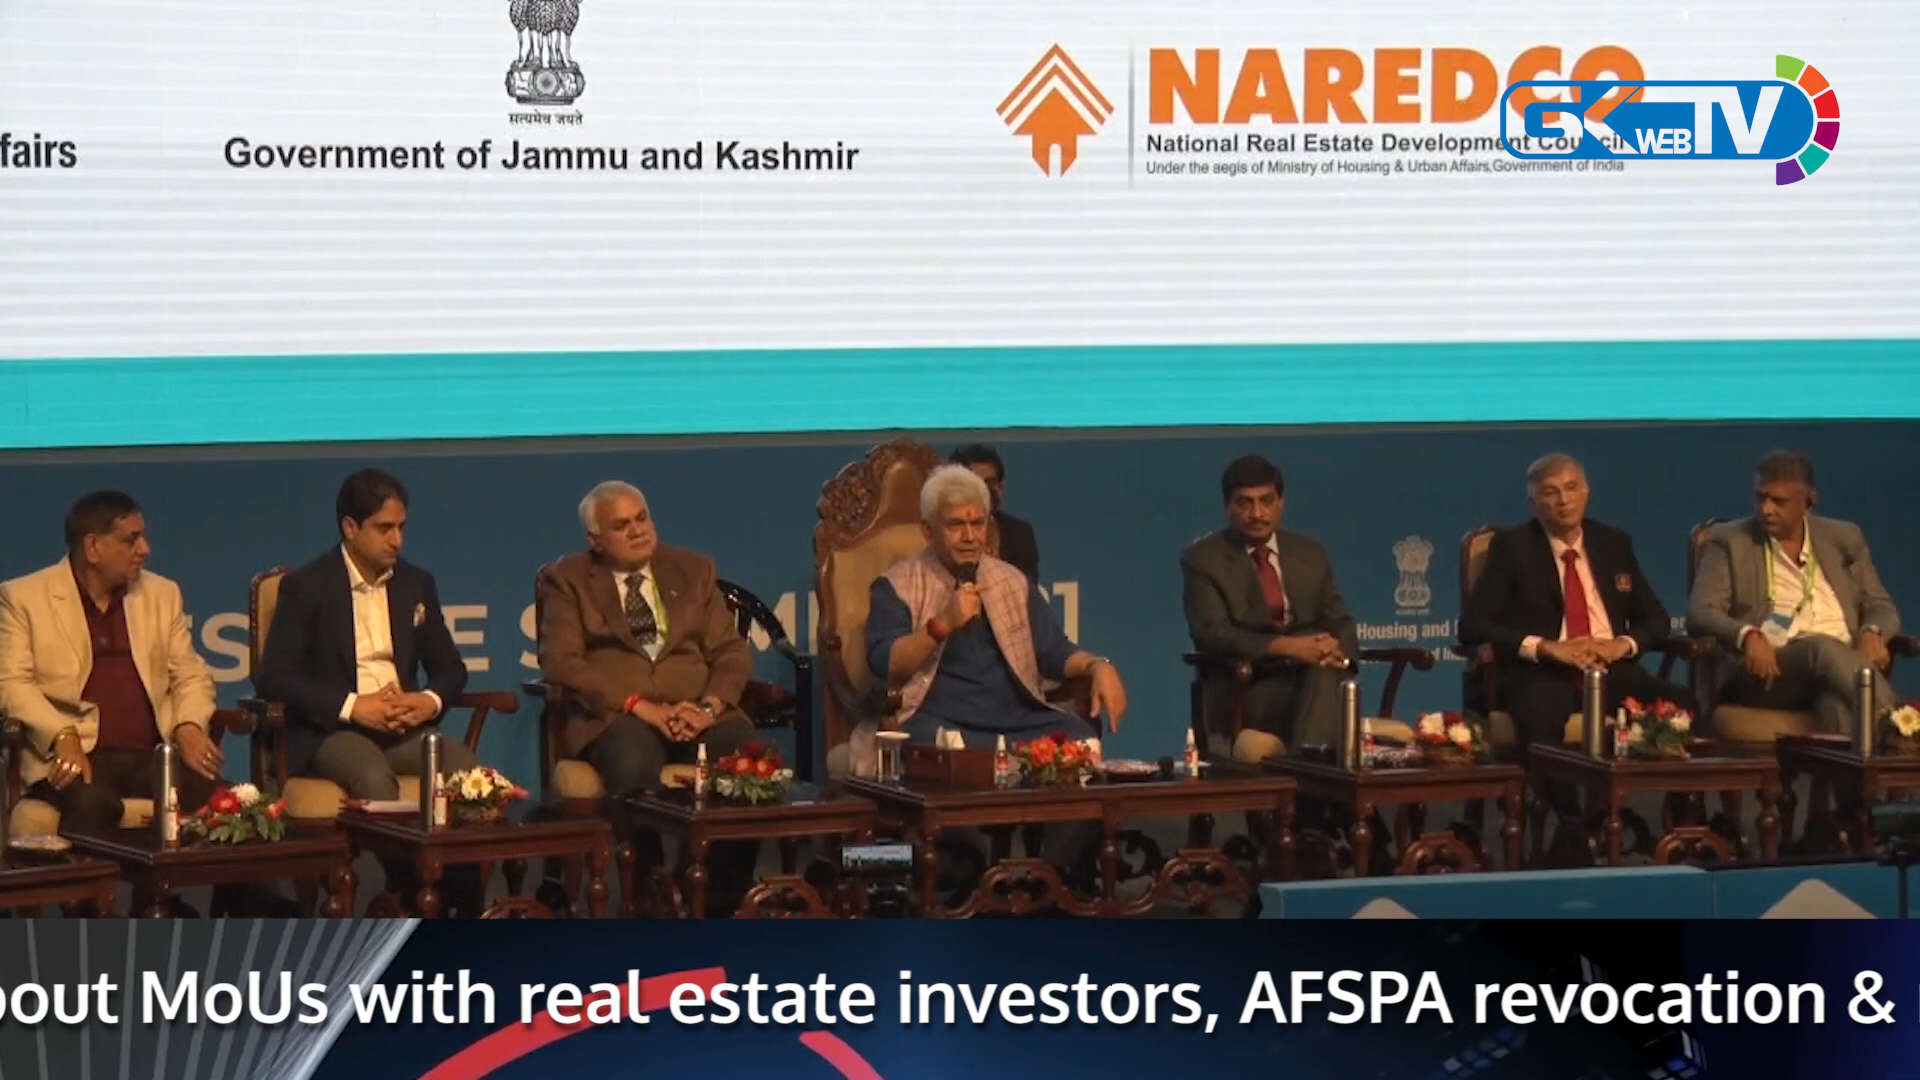 सत्यमेव जयते
fairs
Government of Jammu and Kashmir
NAREDCO
National Real Estate Development Council
Under the aegis of Ministry of Housing & Urban Affairs, Government of India
GK WEB TV
Housing and
bout MoUs with real estate investors, AFSPA revocation &